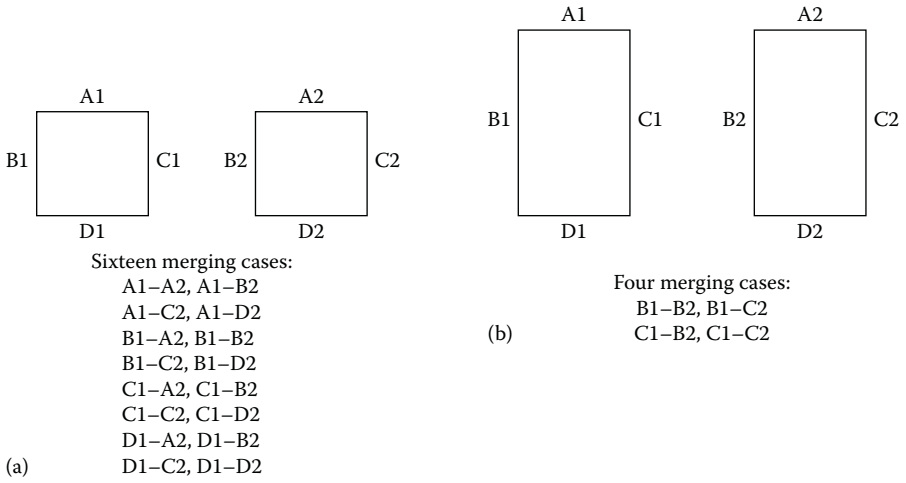 A1
A2
B1
C1
B2
C2
D1
D2
Sixteen merging cases:
A1–A2, A1–B2
A1–C2, A1–D2
B1–A2, B1–B2
B1–C2, B1–D2
C1–A2, C1–B2
C1–C2, C1–D2
D1–A2, D1–B2
(a)
D1–C2, D1–D2
A1
A2
B1
C1
B2
C2
D1
D2
Four merging cases:
B1–B2, B1–C2
(b)
C1–B2, C1–C2